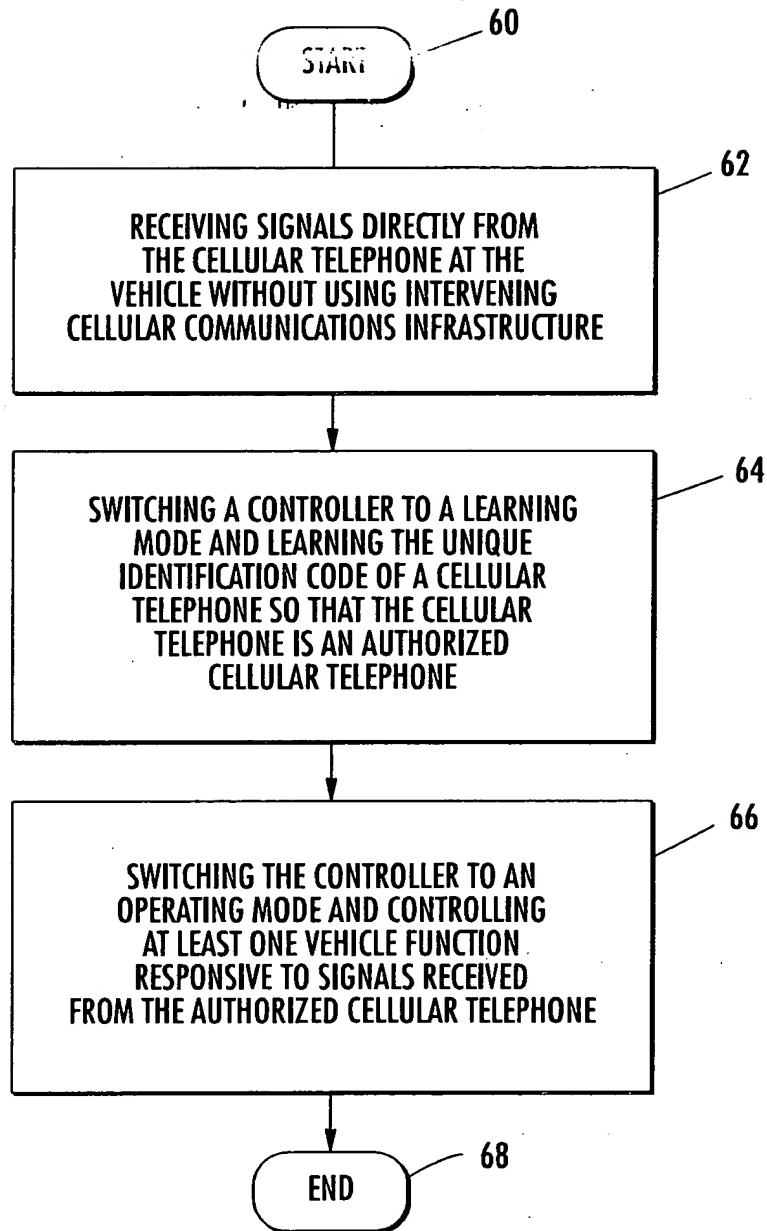 60
START
62
RECEIVING SIGNALS DIRECTLY FROM
THE CELLULAR TELEPHONE AT THE
VEHICLE WITHOUT USING INTERVENING
CELLULAR COMMUNICATIONS INFRASTRUCTURE
64
SWITCHING A CONTROLLER TO A LEARNING
MODE AND LEARNING THE UNIQUE
IDENTIFICATION CODE OF A CELLULAR
TELEPHONE SO THAT THE CELLULAR
TELEPHONE IS AN AUTHORIZED
CELLULAR TELEPHONE
66
SWITCHING THE CONTROLLER TO AN
OPERATING MODE AND CONTROLLING
AT LEAST ONE VEHICLE FUNCTION
RESPONSIVE TO SIGNALS RECEIVED
FROM THE AUTHORIZED CELLULAR TELEPHONE
68
END